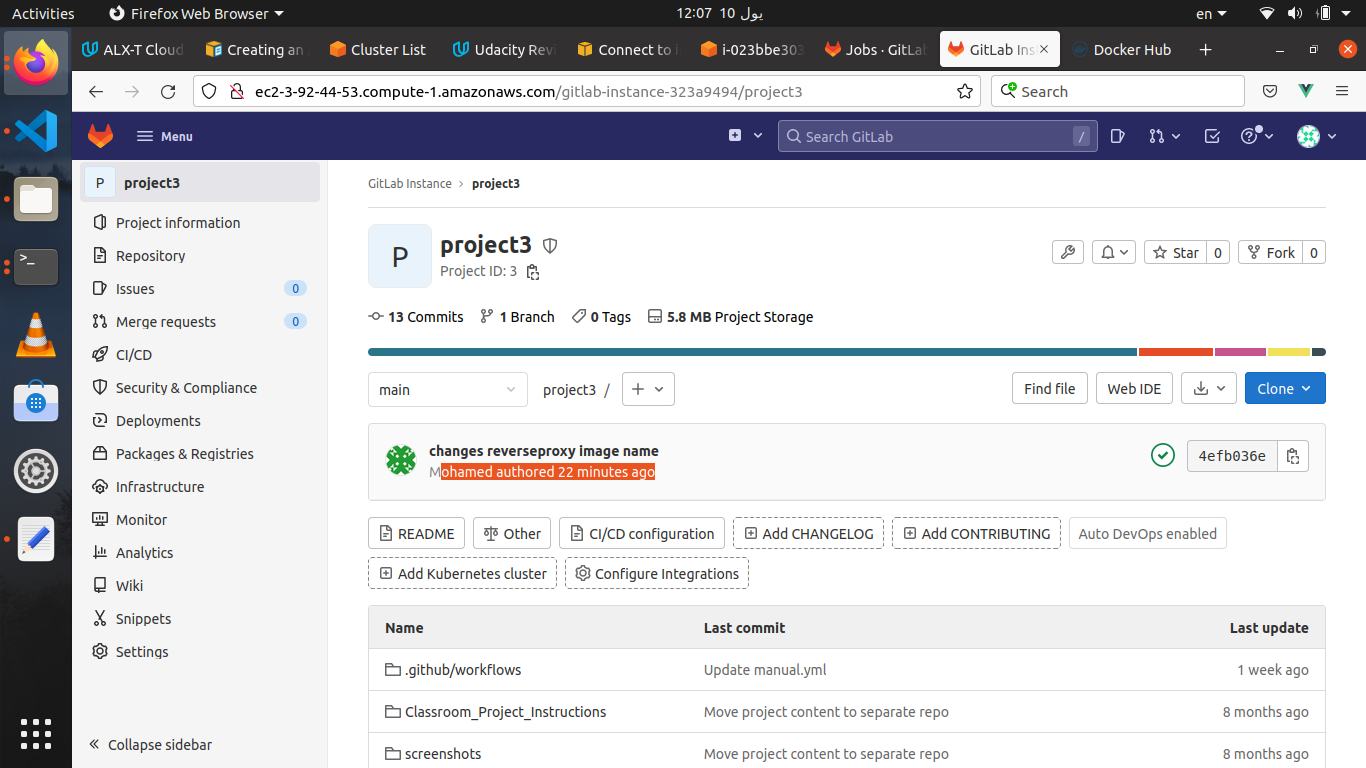 Activities Firefox Web Browser 12:07 10 يول en
ALX-T Cloud Creating an Cluster List Udacity Rev Connect to i i-023bbe303 Jobs · GitLab GitLab Ins Docker Hub
ec2-3-92-44-53.compute-1.amazonaws.com/gitlab-instance-323a9494/project3 Search
Menu Search GitLab /
P project3
Project information
Repository
Issues 0
Merge requests 0
CI/CD
Security & Compliance
Deployments
Packages & Registries
Infrastructure
Monitor
Analytics
Wiki
Snippets
Settings
Collapse sidebar
GitLab Instance › project3
P project3
Project ID: 3
Star 0 Fork 0
13 Commits 1 Branch 0 Tags 5.8 MB Project Storage
main project3 / + Find file Web IDE Clone
changes reverseproxy image name
Mohamed authored 22 minutes ago
4efb036e
README Other CI/CD configuration Add CHANGELOG Add CONTRIBUTING Auto DevOps enabled
Add Kubernetes cluster Configure Integrations
Name Last commit Last update
.github/workflows Update manual.yml 1 week ago
Classroom_Project_Instructions Move project content to separate repo 8 months ago
screenshots Move project content to separate repo 8 months ago